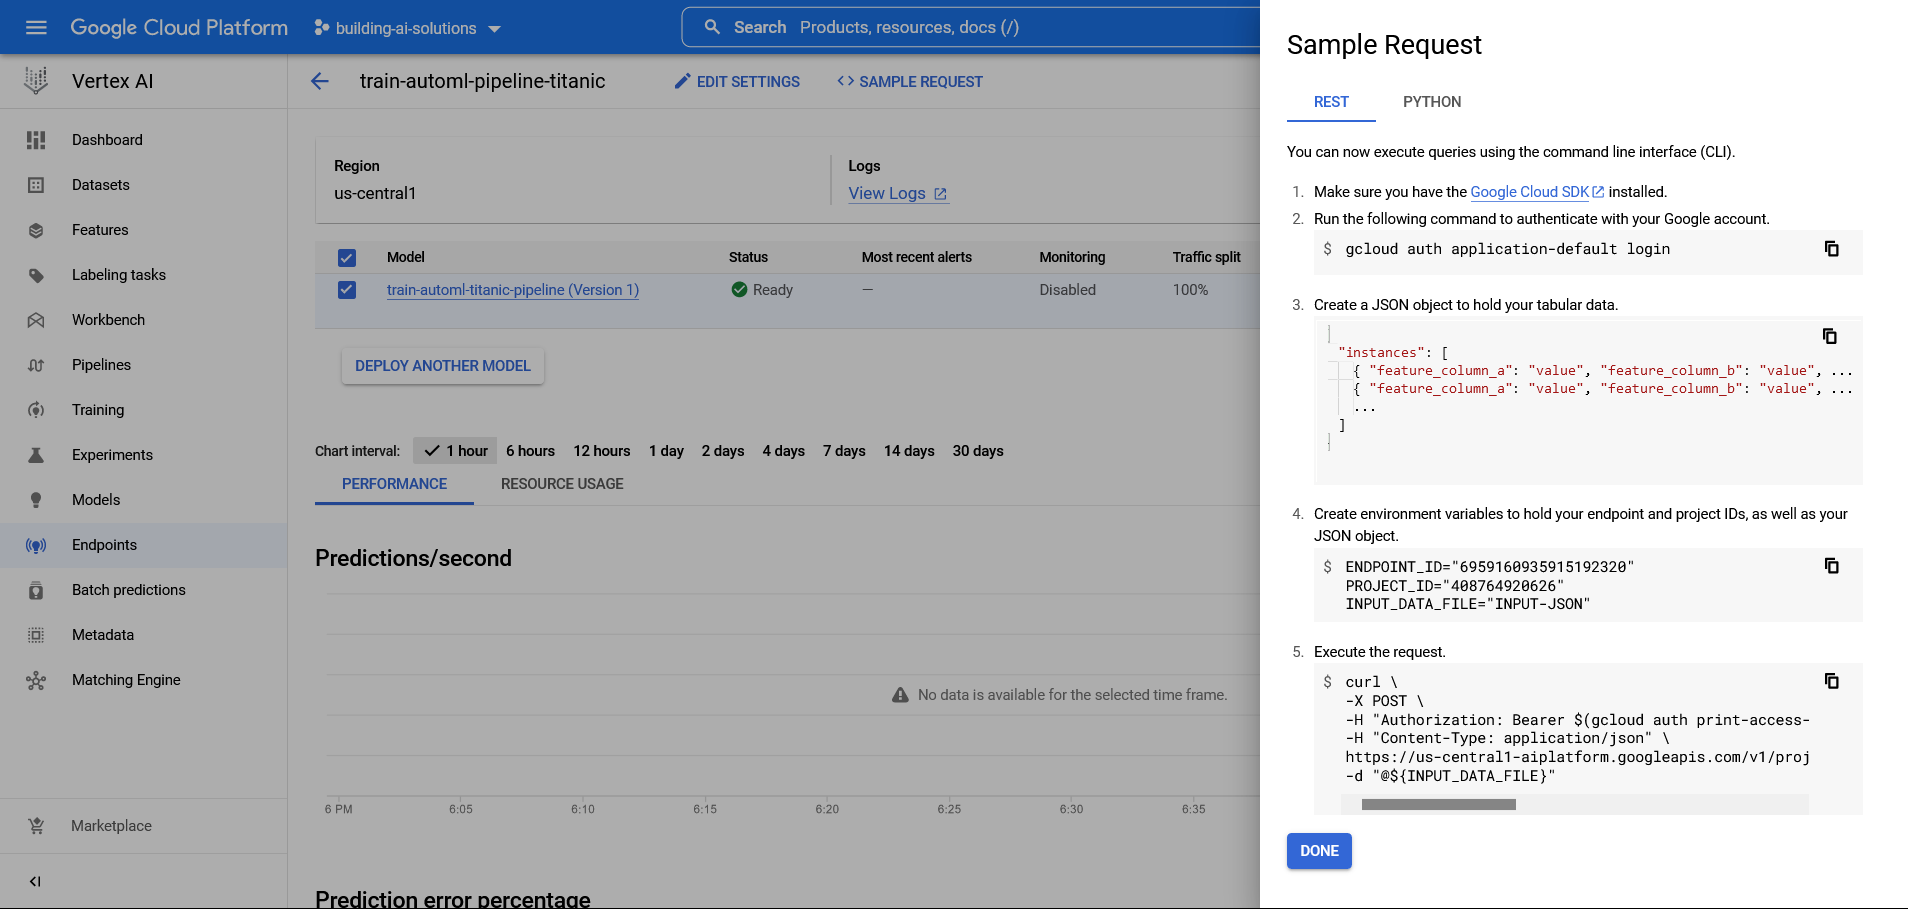 Google Cloud Platform
building-ai-solutions
Search Products, resources, docs (/)
Vertex AI
Dashboard
Datasets
Features
Labeling tasks
Workbench
Pipelines
Training
Experiments
Models
Endpoints
Batch predictions
Metadata
Matching Engine
Marketplace
train-automl-pipeline-titanic
EDIT SETTINGS
SAMPLE REQUEST
Region
us-central1
Logs
View Logs
Model Status Most recent alerts Monitoring Traffic split
train-automl-titanic-pipeline (Version 1) Ready — Disabled 100%
DEPLOY ANOTHER MODEL
Chart interval: 1 hour 6 hours 12 hours 1 day 2 days 4 days 7 days 14 days 30 days
PERFORMANCE RESOURCE USAGE
Predictions/second
No data is available for the selected time frame.
6 PM 6:05 6:10 6:15 6:20 6:25 6:30 6:35
Prediction error percentage
Sample Request
REST PYTHON
You can now execute queries using the command line interface (CLI).
1. Make sure you have the Google Cloud SDK installed.
2. Run the following command to authenticate with your Google account.
$ gcloud auth application-default login
3. Create a JSON object to hold your tabular data.
"instances": [
{ "feature_column_a": "value", "feature_column_b": "value", ...
{ "feature_column_a": "value", "feature_column_b": "value", ...
...
]
4. Create environment variables to hold your endpoint and project IDs, as well as your
JSON object.
$ ENDPOINT_ID="6959160935915192320"
PROJECT_ID="408764920626"
INPUT_DATA_FILE="INPUT-JSON"
5. Execute the request.
$ curl \
-X POST \
-H "Authorization: Bearer $(gcloud auth print-access-
-H "Content-Type: application/json" \
https://us-central1-aiplatform.googleapis.com/v1/proj
-d "@${INPUT_DATA_FILE}"
DONE